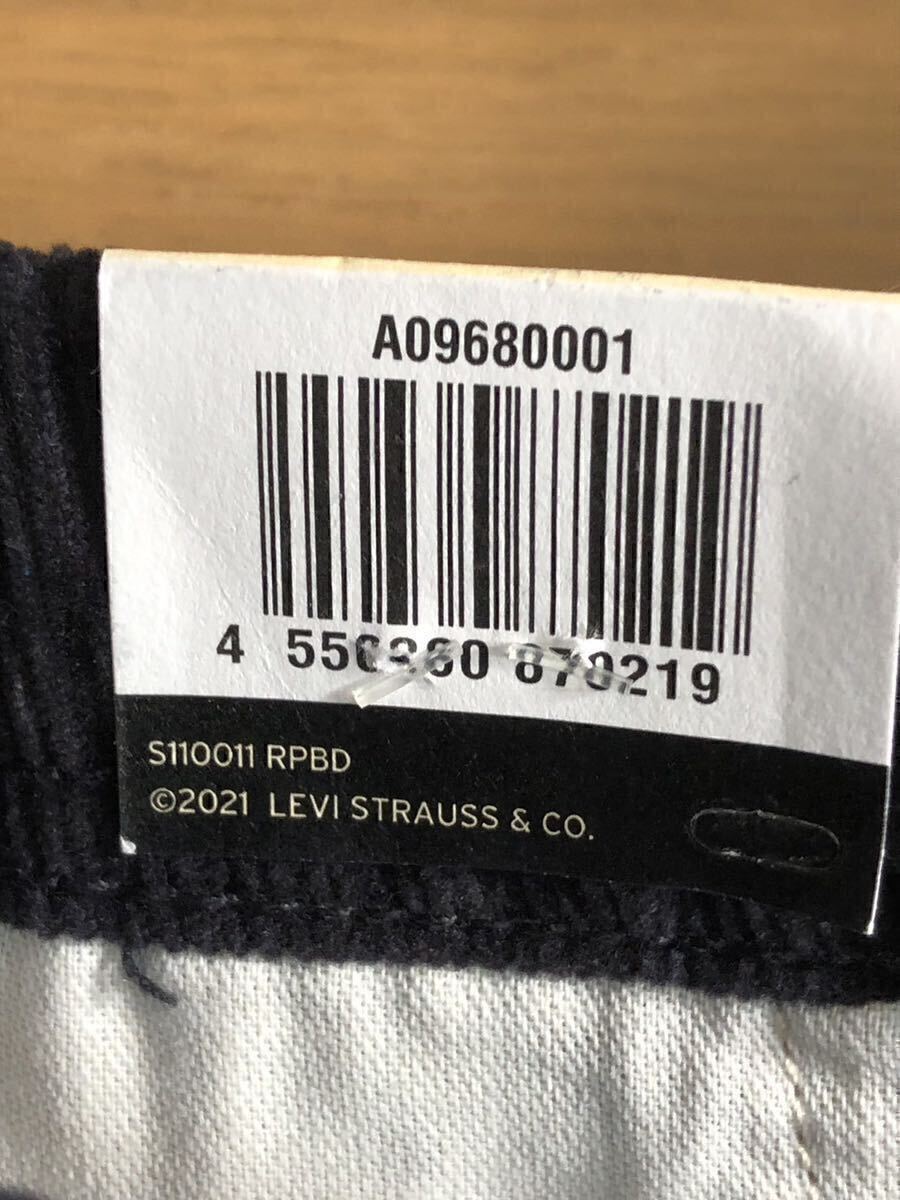 A09680001
4
S110011 RPBD
©2021 LEVI STRAUSS & CO.